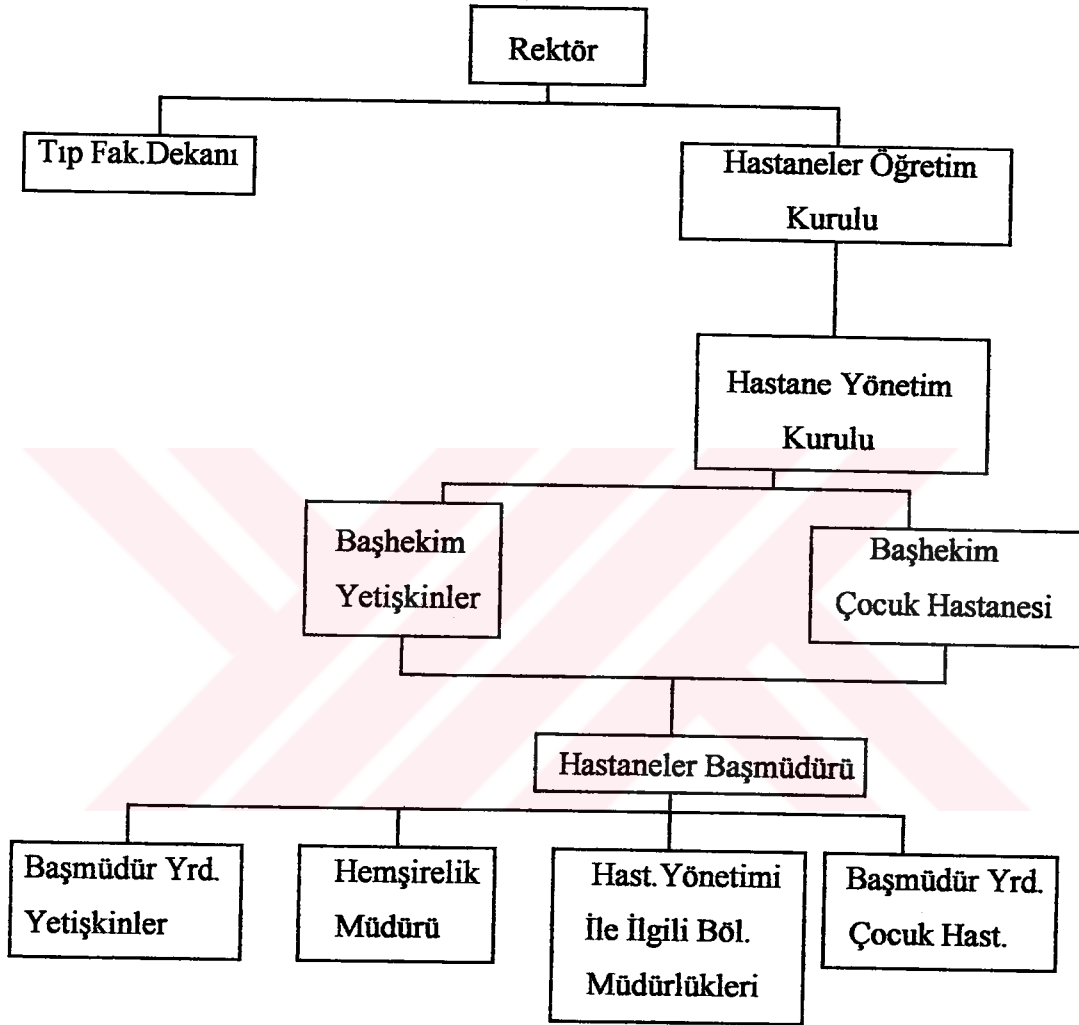 Rektör
Tıp Fak.Dekanı
Hastaneler Öğretim
Kurulu
Hastane Yönetim
Kurulu
Başhekim
Yetişkinler
Başhekim
Çocuk Hastanesi
Hastaneler Başmüdürü
Başmüdür Yrd.
Yetişkinler
Hemşirelik
Müdürü
Hast.Yönetimi
İle İlgili Böl.
Müdürlükleri
Başmüdür Yrd.
Çocuk Hast.